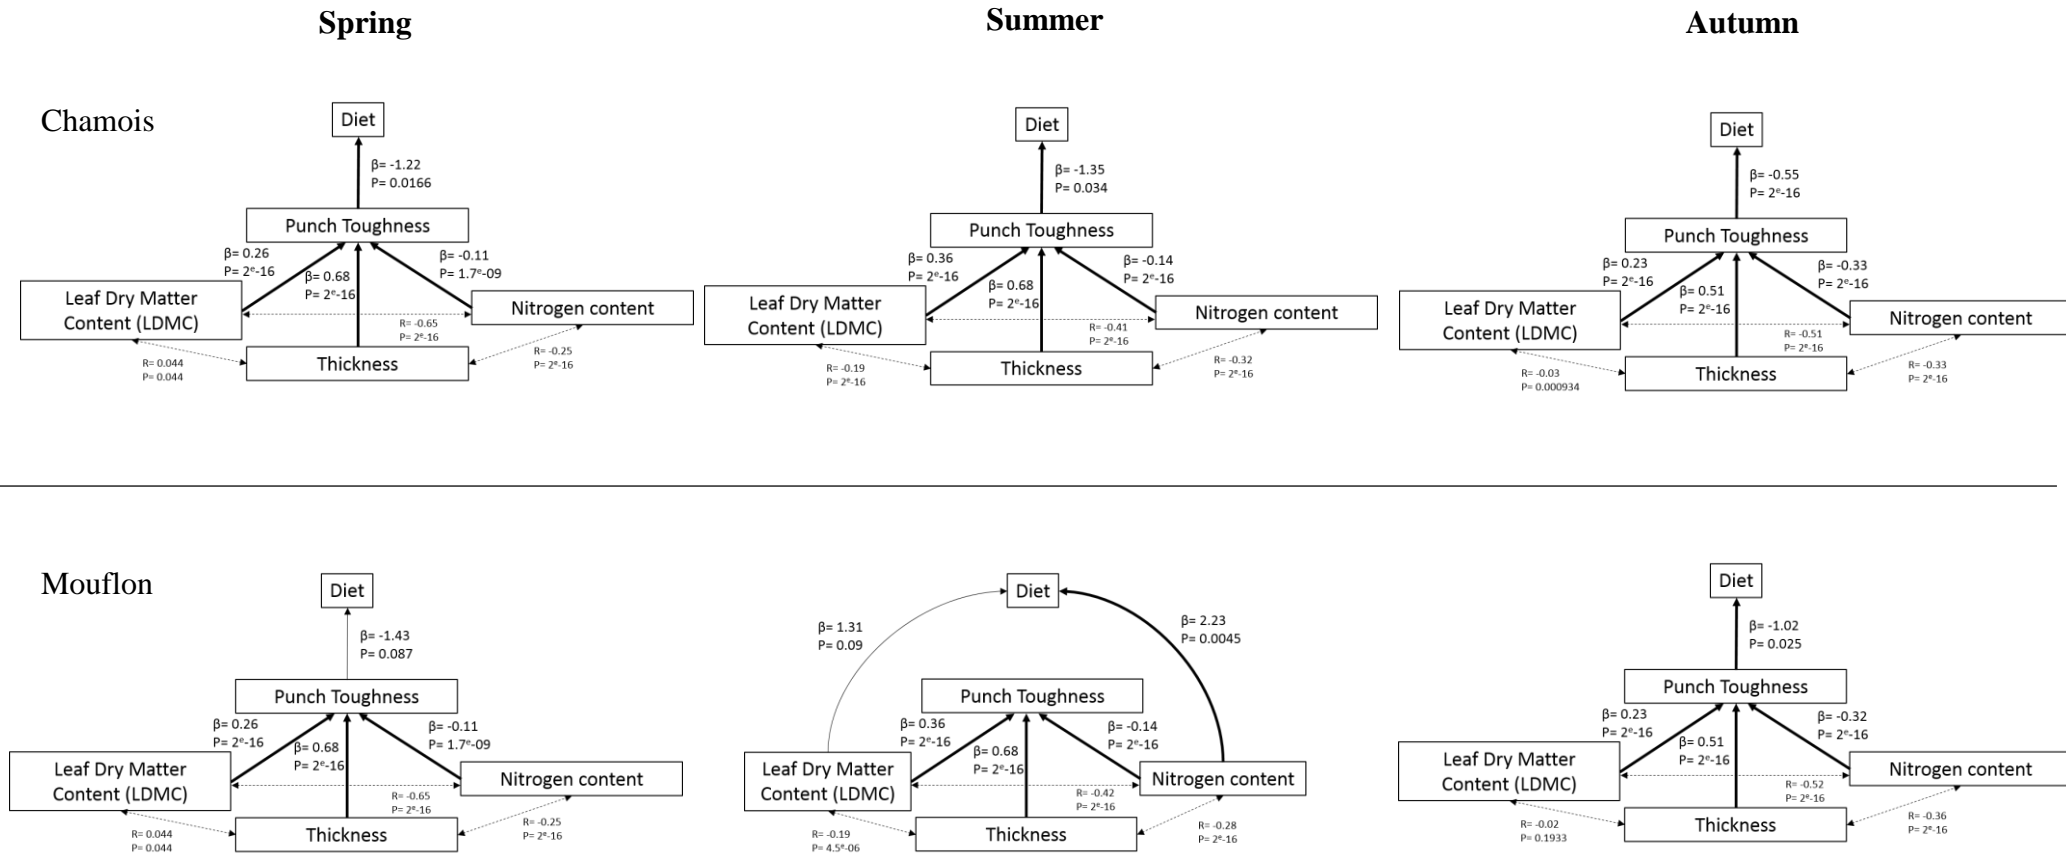 Spring
Summer
Autumn
Chamois
Diet
β= -1.22
P= 0.0166
Punch Toughness
β= 0.26
P= 2ᵉ-16
β= 0.68
P= 2ᵉ-16
β= -0.11
P= 1.7ᵉ-09
Leaf Dry Matter
Content (LDMC)
Nitrogen content
R= -0.65
P= 2ᵉ-16
R= 0.044
P= 0.044
Thickness
R= -0.25
P= 2ᵉ-16
Diet
β= -1.35
P= 0.034
Punch Toughness
β= 0.36
P= 2ᵉ-16
β= 0.68
P= 2ᵉ-16
β= -0.14
P= 2ᵉ-16
Leaf Dry Matter
Content (LDMC)
Nitrogen content
R= -0.41
P= 2ᵉ-16
R= -0.19
P= 2ᵉ-16
Thickness
R= -0.32
P= 2ᵉ-16
Diet
β= -0.55
P= 2ᵉ-16
Punch Toughness
β= 0.23
P= 2ᵉ-16
β= 0.51
P= 2ᵉ-16
β= -0.33
P= 2ᵉ-16
Leaf Dry Matter
Content (LDMC)
Nitrogen content
R= -0.51
P= 2ᵉ-16
R= -0.03
P= 0.000934
Thickness
R= -0.33
P= 2ᵉ-16
Mouflon
Diet
β= -1.43
P= 0.087
Punch Toughness
β= 0.26
P= 2ᵉ-16
β= 0.68
P= 2ᵉ-16
β= -0.11
P= 1.7ᵉ-09
Leaf Dry Matter
Content (LDMC)
Nitrogen content
R= -0.65
P= 2ᵉ-16
R= 0.044
P= 0.044
Thickness
R= -0.25
P= 2ᵉ-16
Diet
β= 1.31
P= 0.09
β= 2.23
P= 0.0045
Punch Toughness
β= 0.36
P= 2ᵉ-16
β= 0.68
P= 2ᵉ-16
β= -0.14
P= 2ᵉ-16
Leaf Dry Matter
Content (LDMC)
Nitrogen content
R= -0.42
P= 2ᵉ-16
R= -0.19
P= 4.5ᵉ-06
Thickness
R= -0.28
P= 2ᵉ-16
Diet
β= -1.02
P= 0.025
Punch Toughness
β= 0.23
P= 2ᵉ-16
β= 0.51
P= 2ᵉ-16
β= -0.32
P= 2ᵉ-16
Leaf Dry Matter
Content (LDMC)
Nitrogen content
R= -0.52
P= 2ᵉ-16
R= -0.02
P= 0.1933
Thickness
R= -0.36
P= 2ᵉ-16